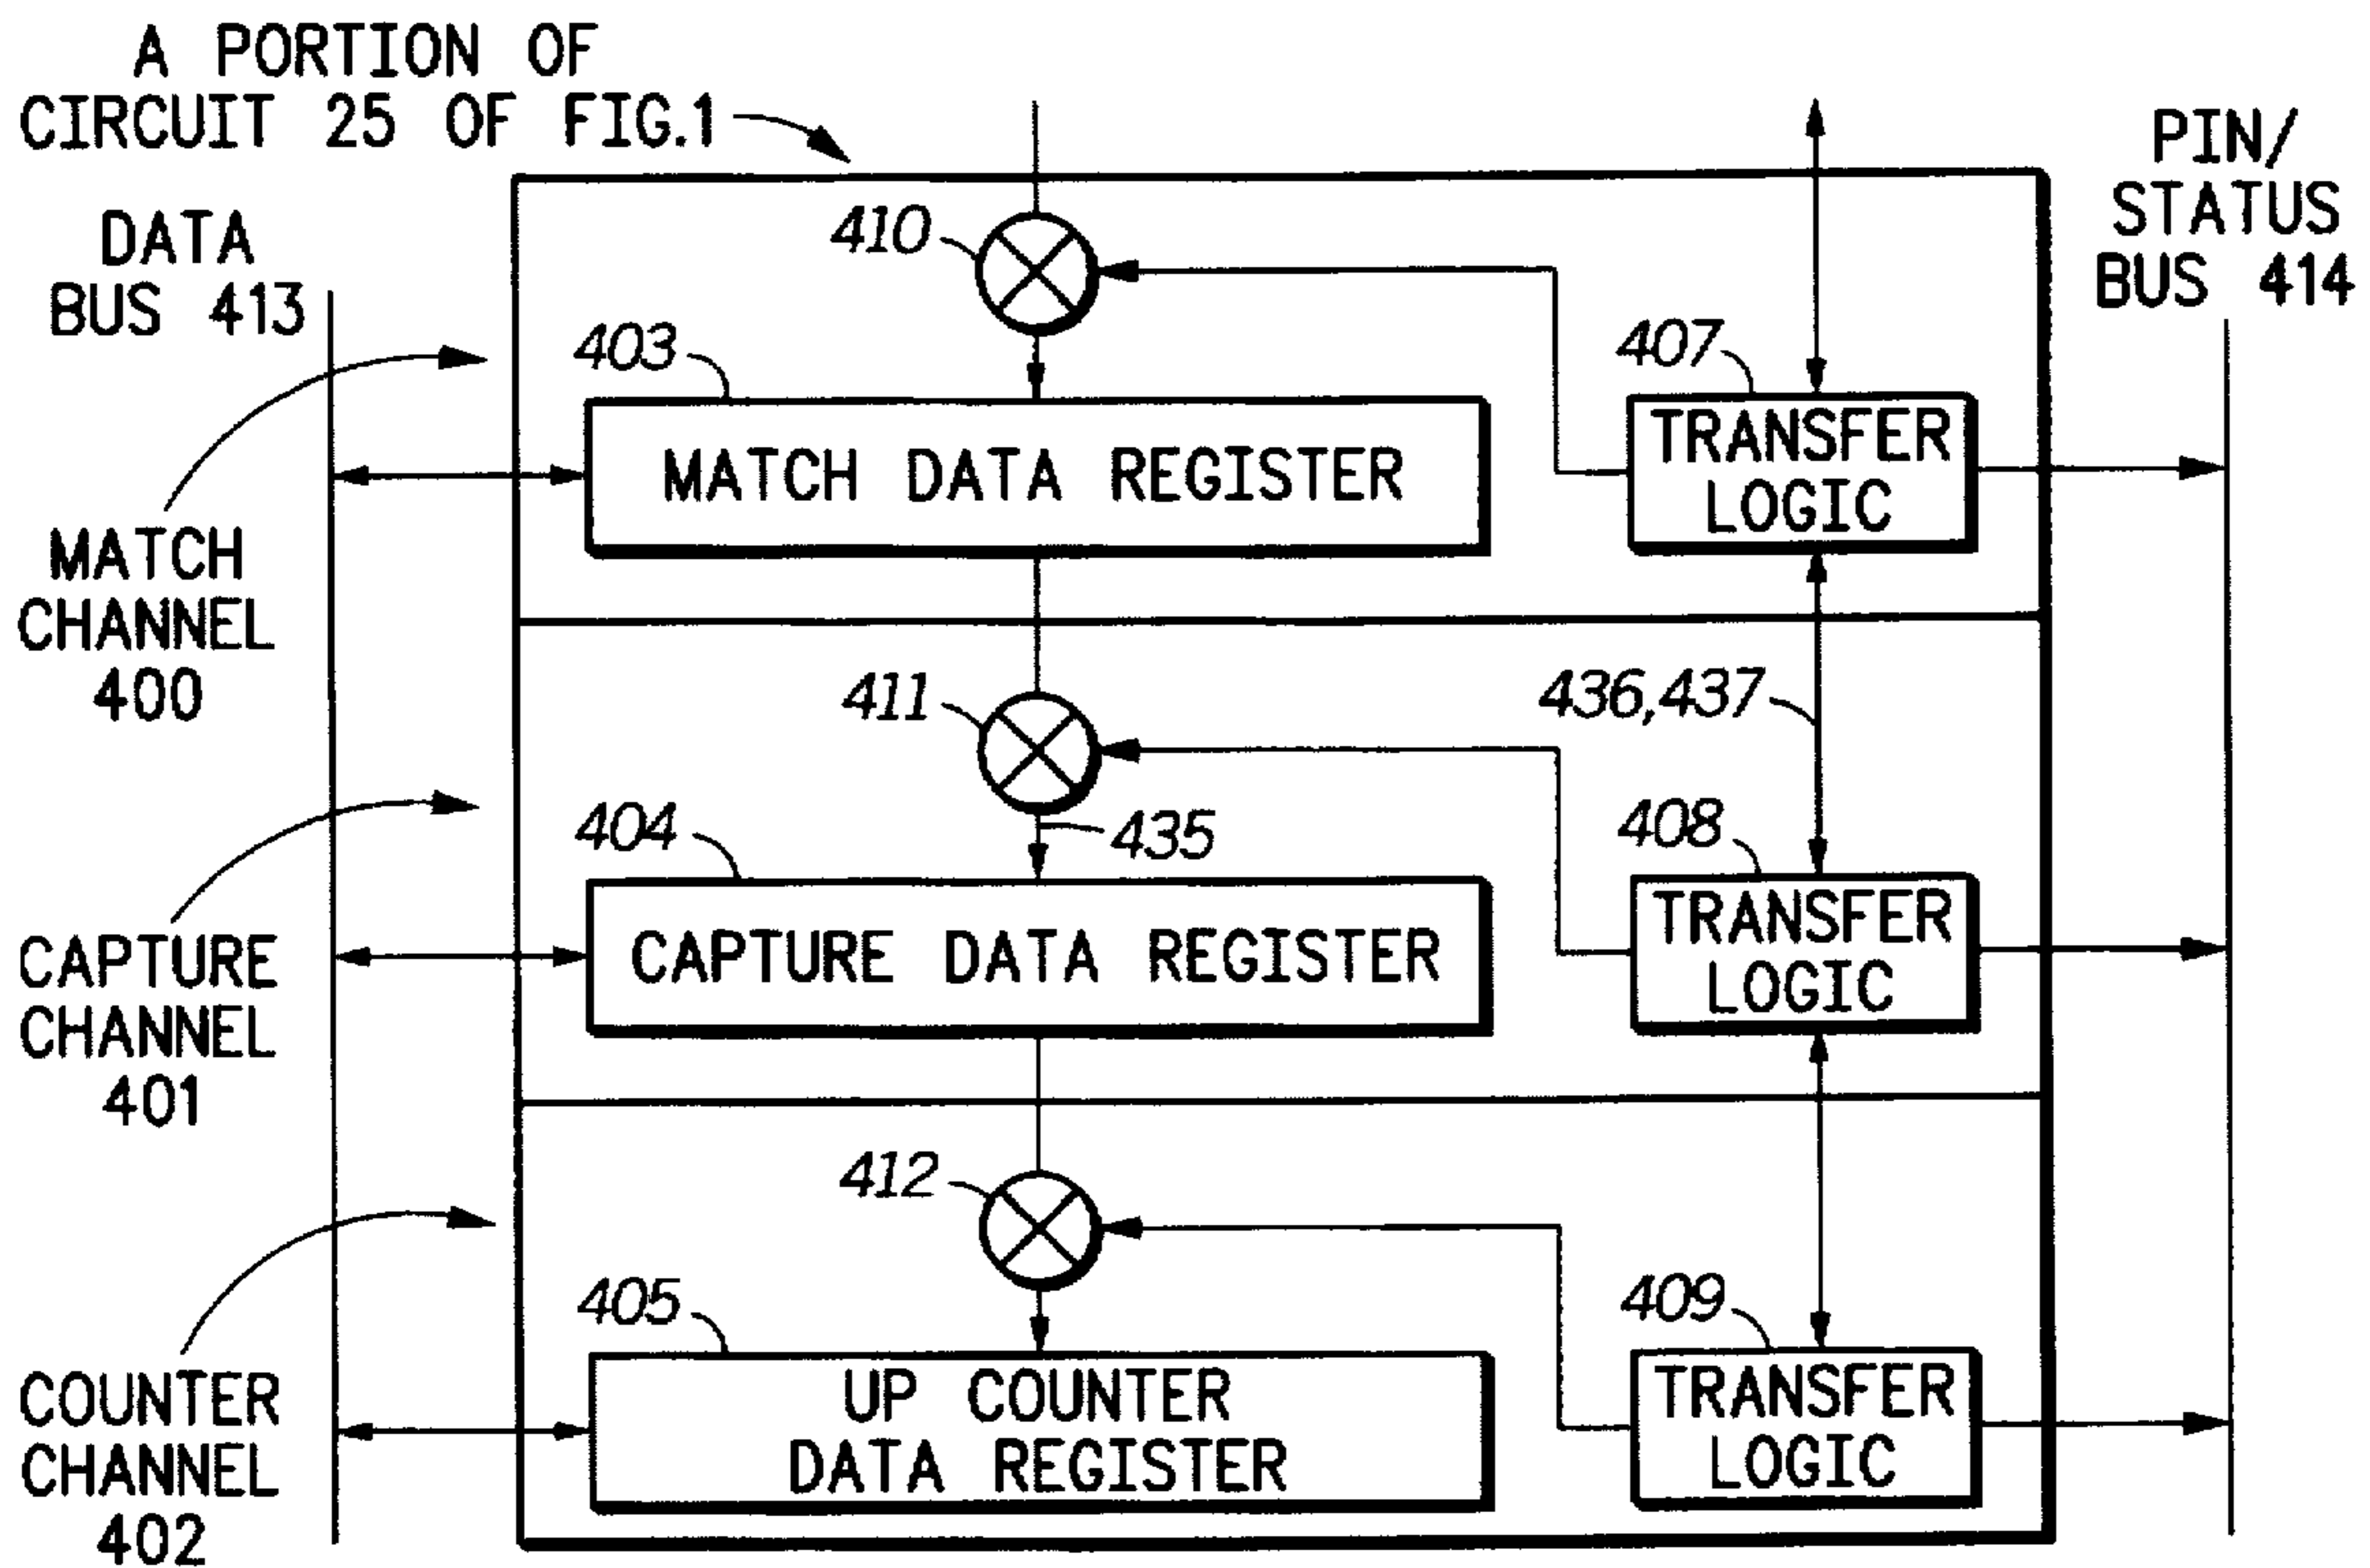 A PORTION OF
CIRCUIT 25 OF FIG.1
DATA
BUS 413
PIN/
STATUS
BUS 414
410
403
407
MATCH DATA REGISTER
TRANSFER
LOGIC
MATCH
CHANNEL
400
411
436,437
435
404
408
CAPTURE DATA REGISTER
TRANSFER
LOGIC
CAPTURE
CHANNEL
401
412
405
409
UP COUNTER
DATA REGISTER
TRANSFER
LOGIC
COUNTER
CHANNEL
402